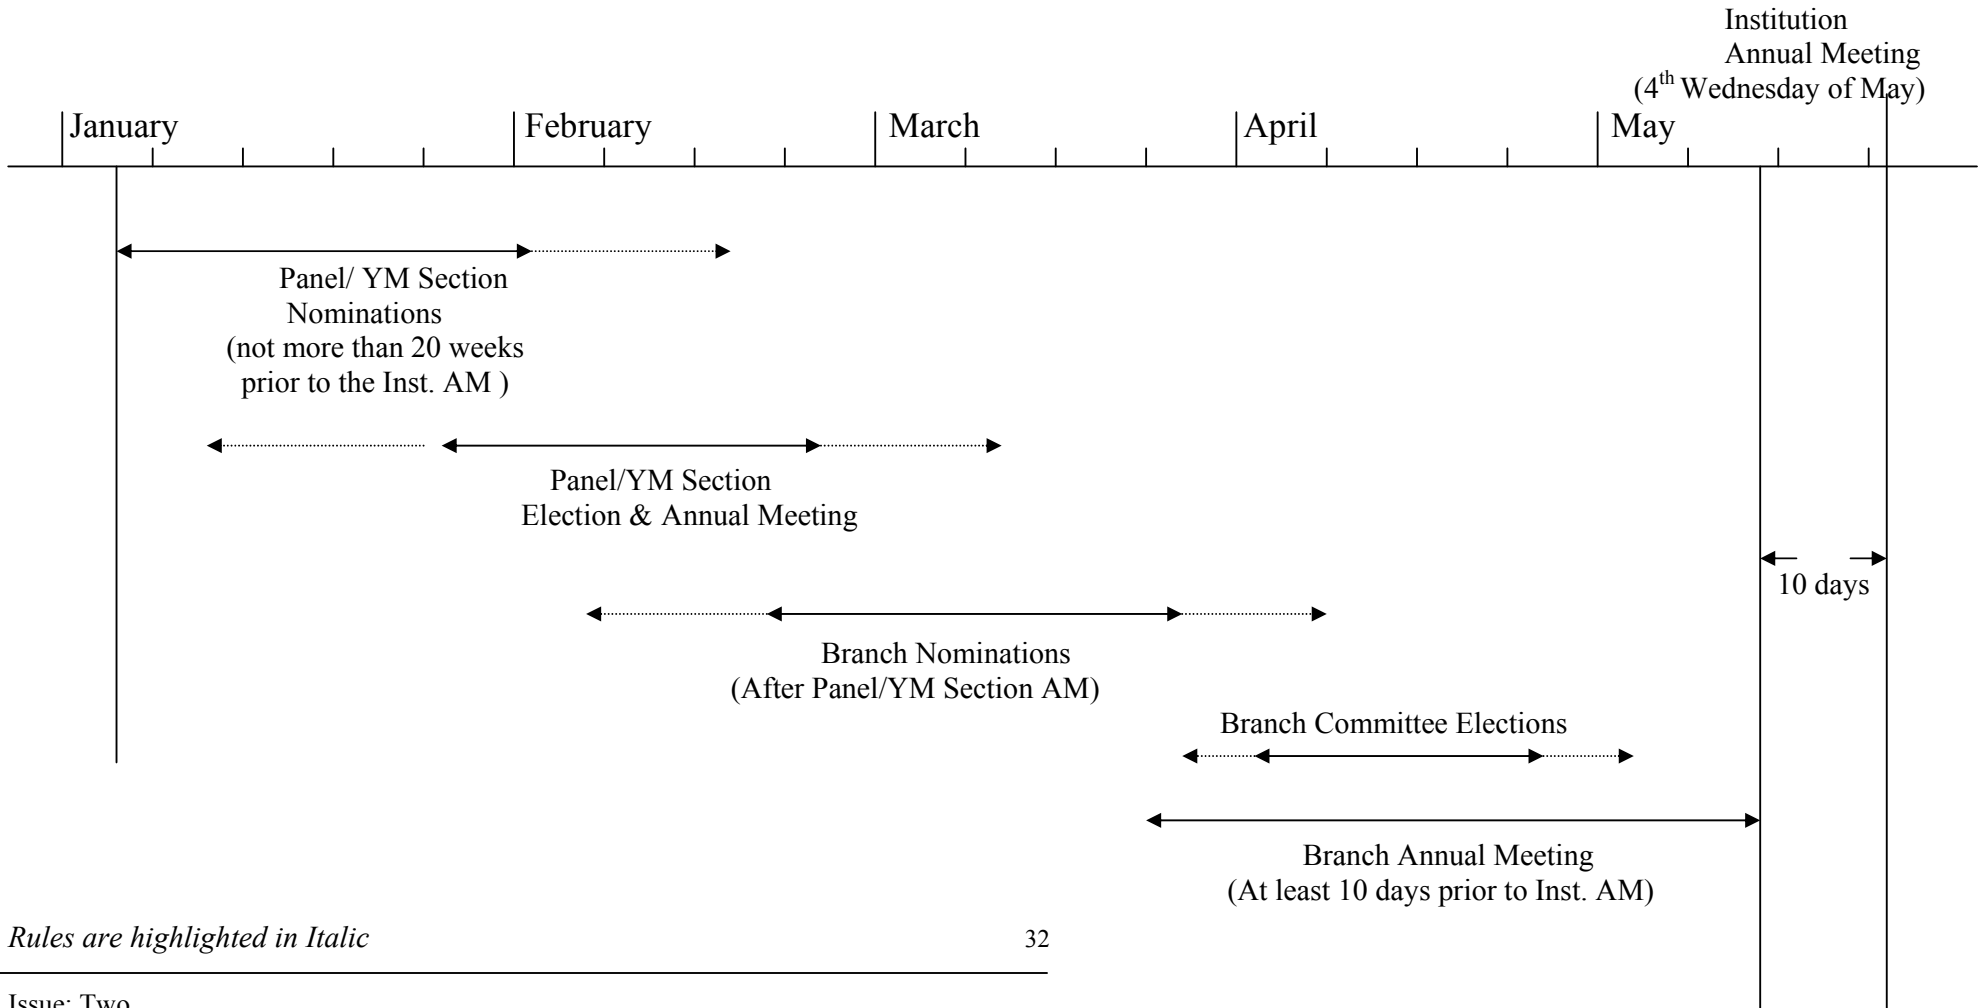 Institution
Annual Meeting
(4th Wednesday of May)
January February March April May
Panel/ YM Section
Nominations
(not more than 20 weeks
prior to the Inst. AM )
Panel/YM Section
Election & Annual Meeting
10 days
Branch Nominations
(After Panel/YM Section AM)
Branch Committee Elections
Branch Annual Meeting
(At least 10 days prior to Inst. AM)
Rules are highlighted in Italic 32
Issue: Two